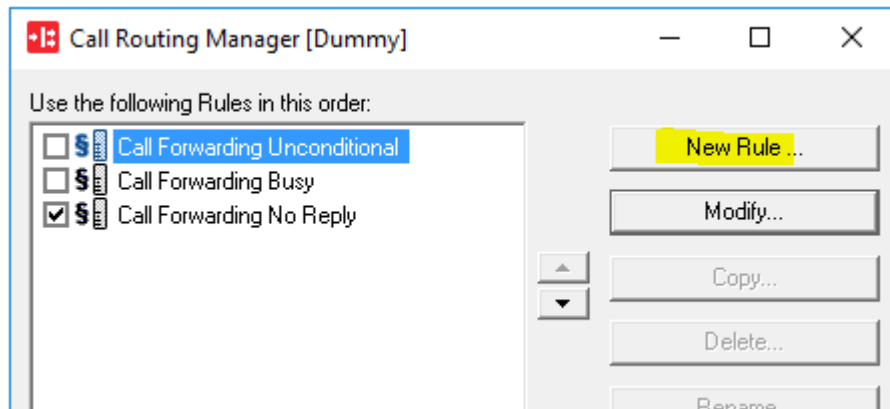 Call Routing Manager [Dummy]
Use the following Rules in this order:
Call Forwarding Unconditional
Call Forwarding Busy
Call Forwarding No Reply
New Rule ...
Modify...
Copy...
Delete...
Rename